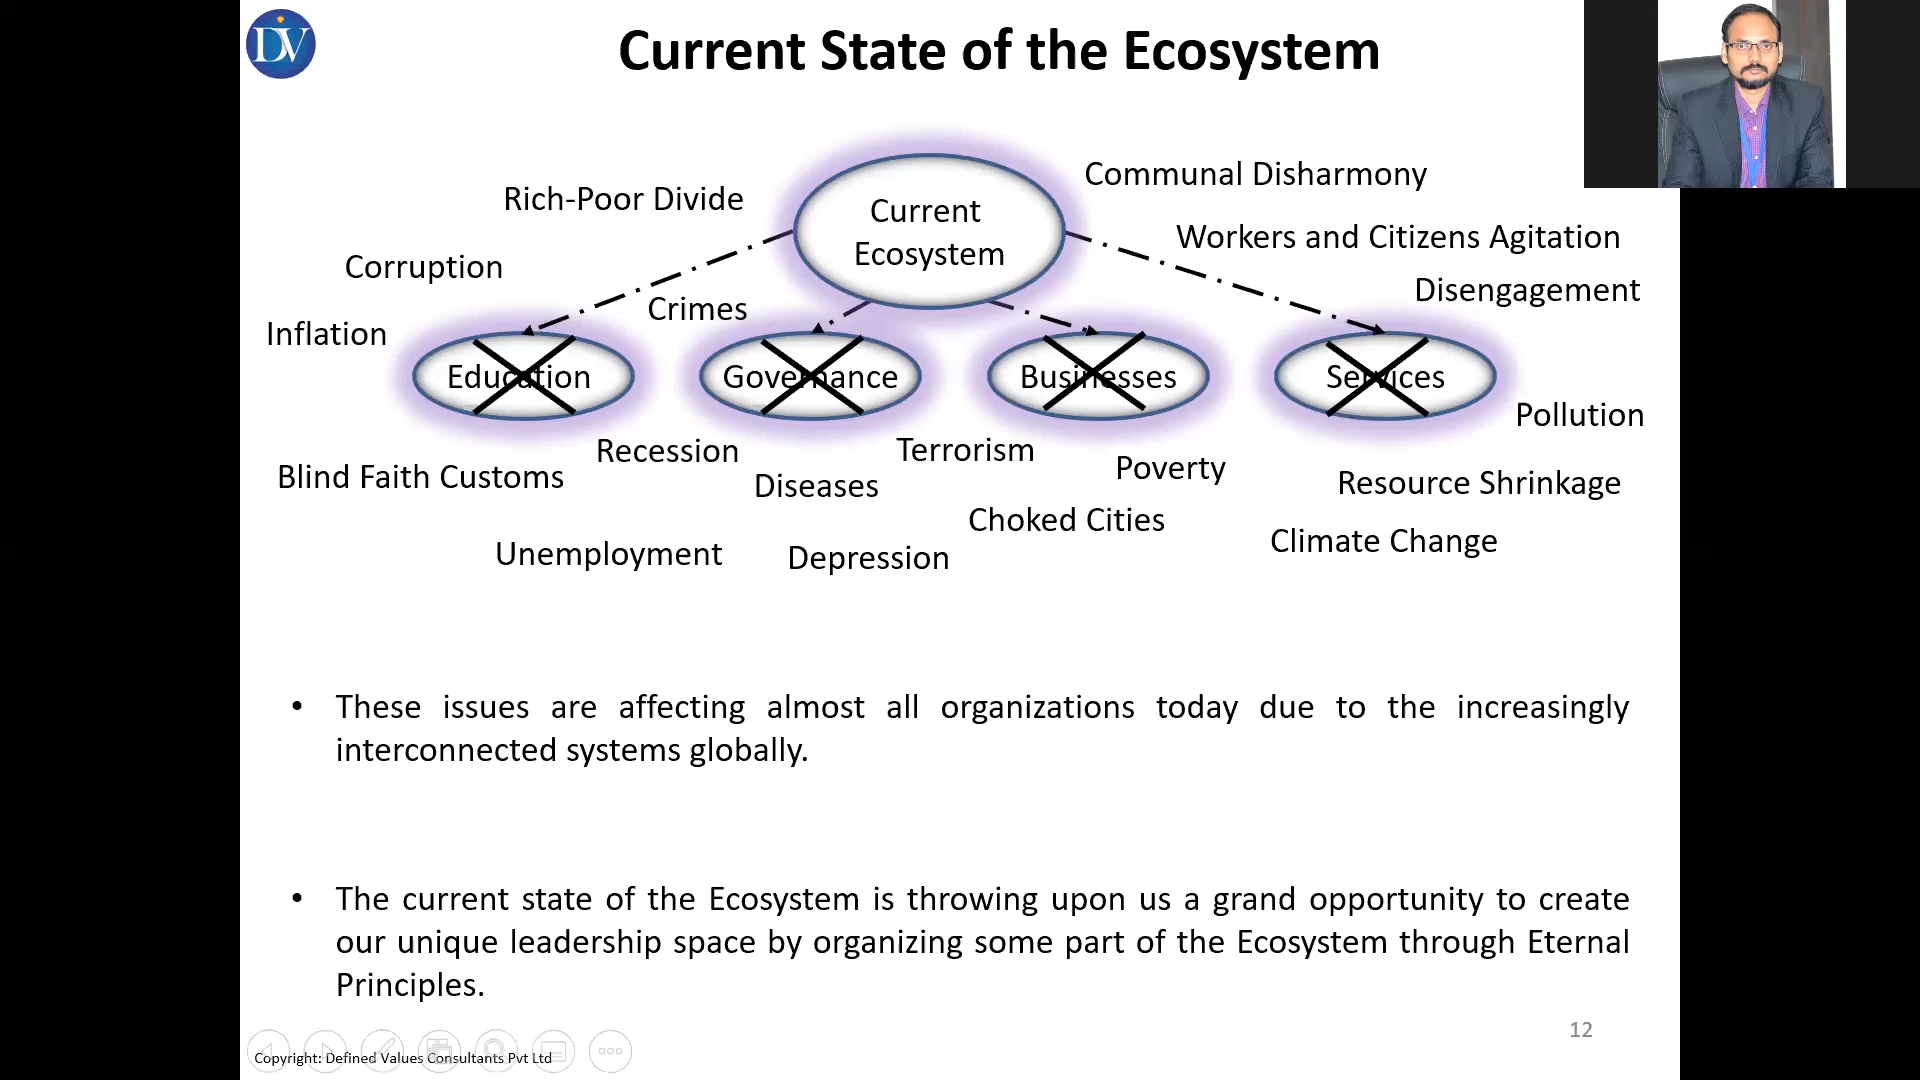 DV
Current State of the Ecosystem
Communal Disharmony
Rich-Poor Divide
Current
Ecosystem
Workers and Citizens Agitation
Corruption
Disengagement
Crimes
Inflation
Education
Governance
Businesses
Services
Pollution
Recession
Terrorism
Poverty
Blind Faith Customs
Diseases
Resource Shrinkage
Choked Cities
Climate Change
Unemployment
Depression
• These issues are affecting almost all organizations today due to the increasingly
interconnected systems globally.
• The current state of the Ecosystem is throwing upon us a grand opportunity to create
our unique leadership space by organizing some part of the Ecosystem through Eternal
Principles.
12
Copyright: Defined Values Consultants Pvt Ltd